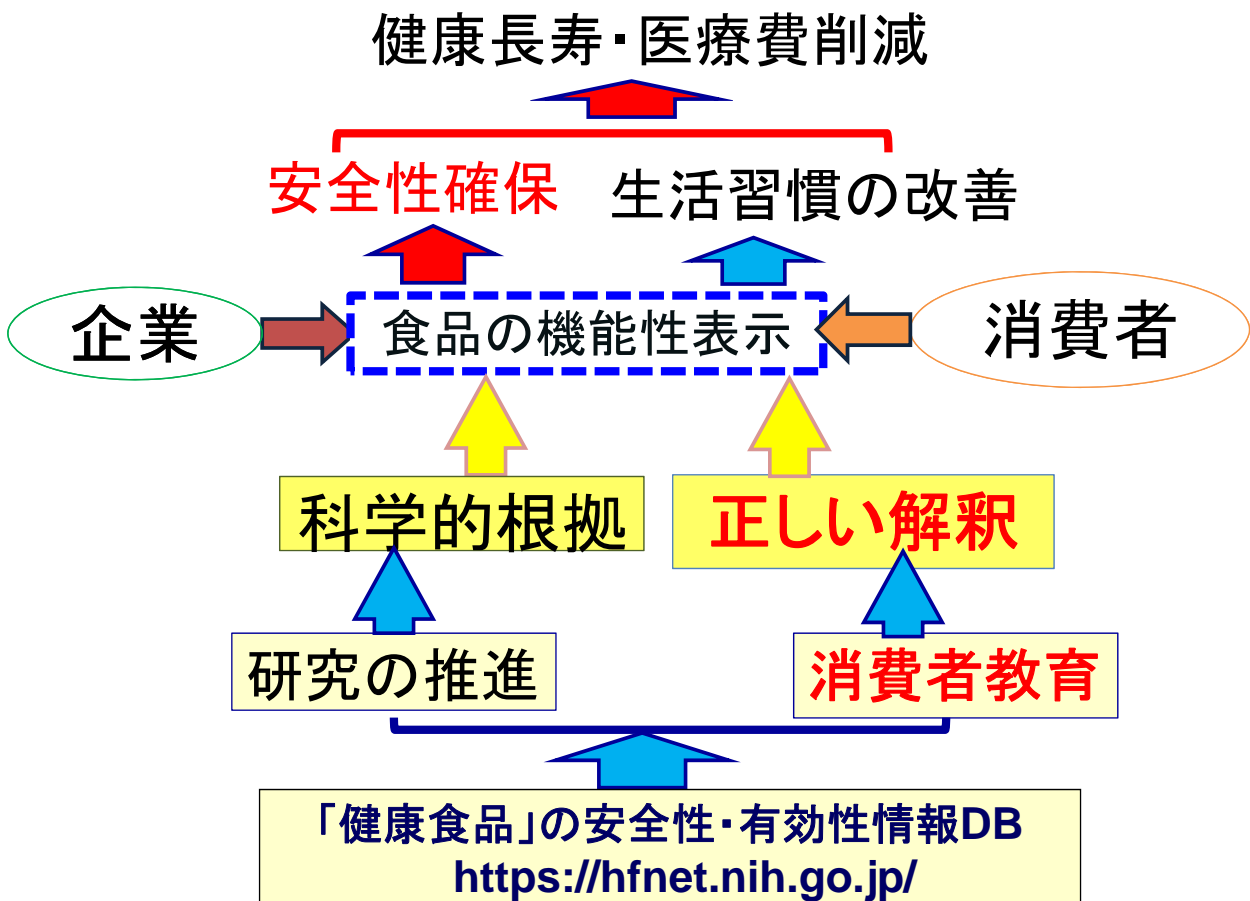 健康長寿・医療費削減
安全性確保
生活習慣の改善
企業
食品の機能性表示
消費者
科学的根拠
正しい解釈
研究の推進
消費者教育
「健康食品」の安全性・有効性情報DB
https://hfnet.nih.go.jp/